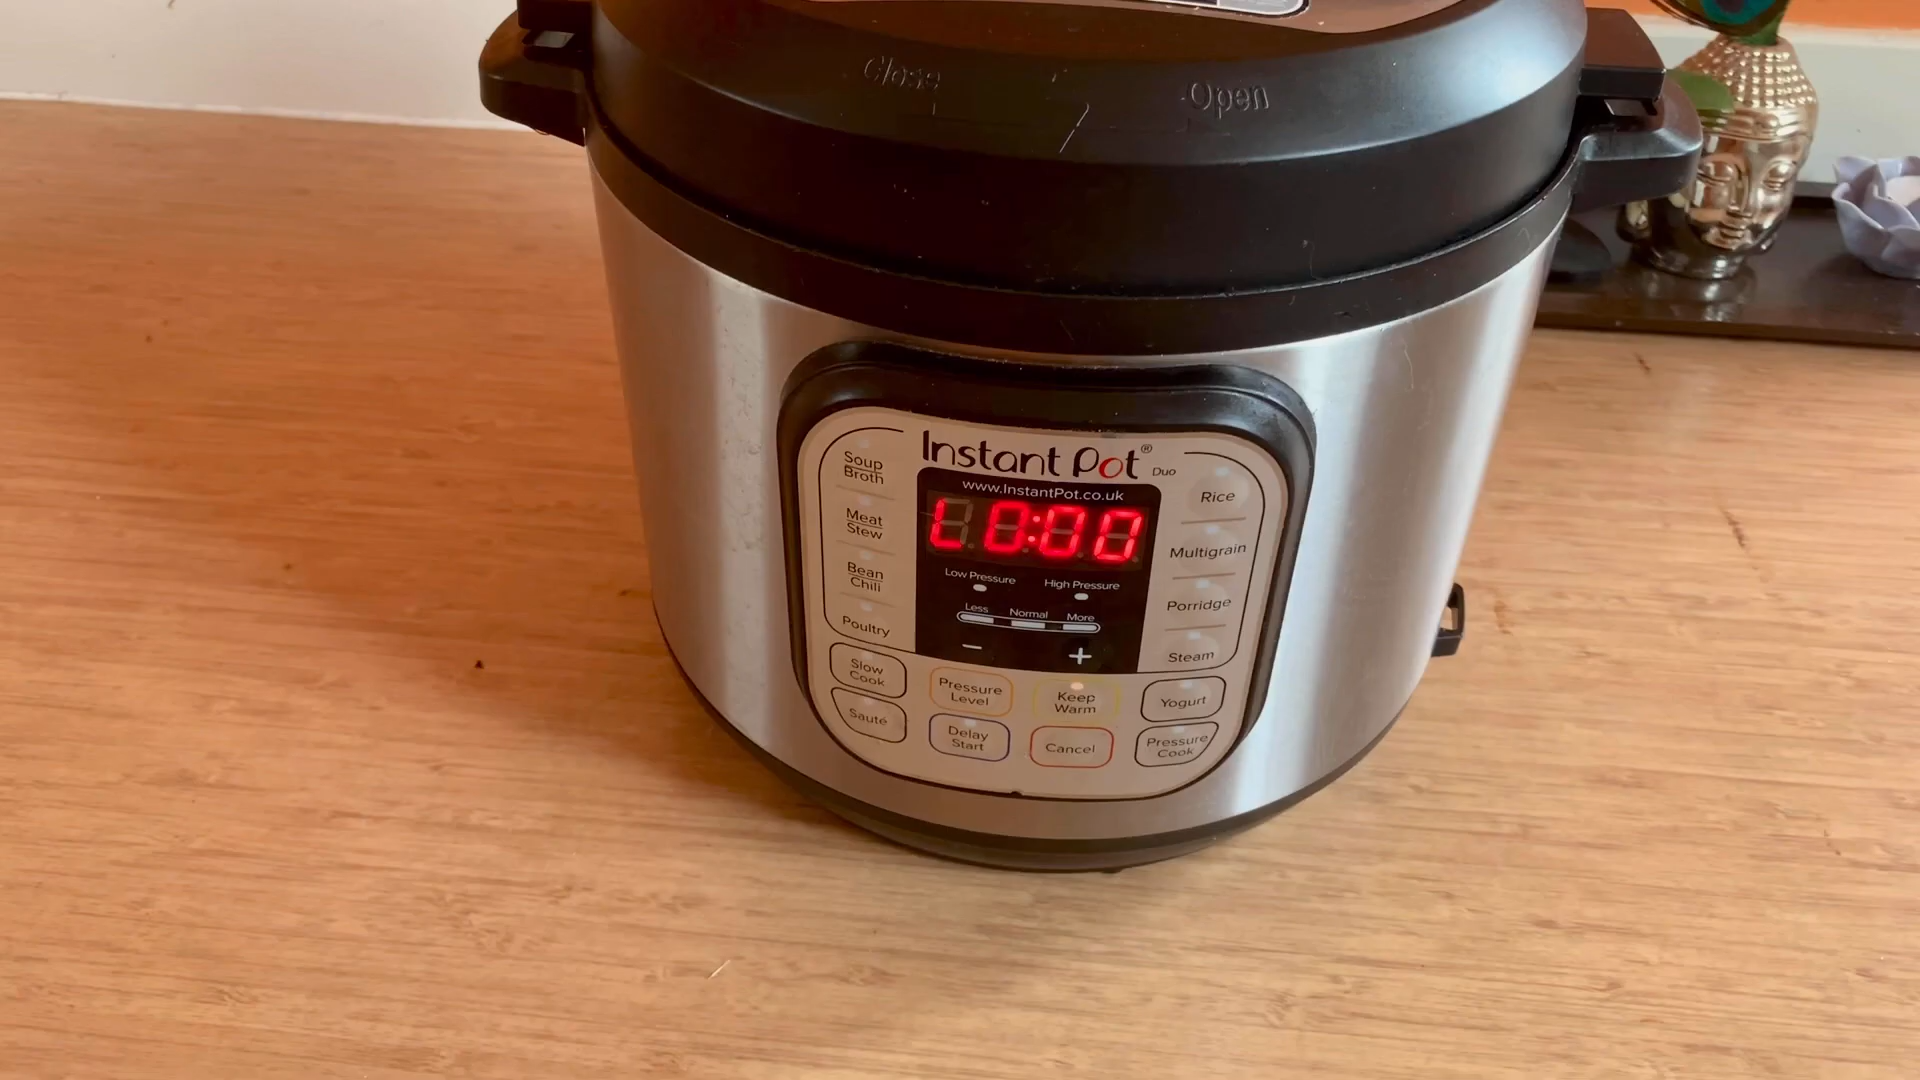 Close
Open
Instant Pot® Duo
www.InstantPot.co.uk
L0:00
Low Pressure
High Pressure
Less
Normal
More
−
+
Soup
Broth
Meat
Stew
Bean
Chili
Poultry
Slow
Cook
Sauté
Pressure
Level
Delay
Start
Keep
Warm
Cancel
Rice
Multigrain
Porridge
Steam
Yogurt
Pressure
Cook